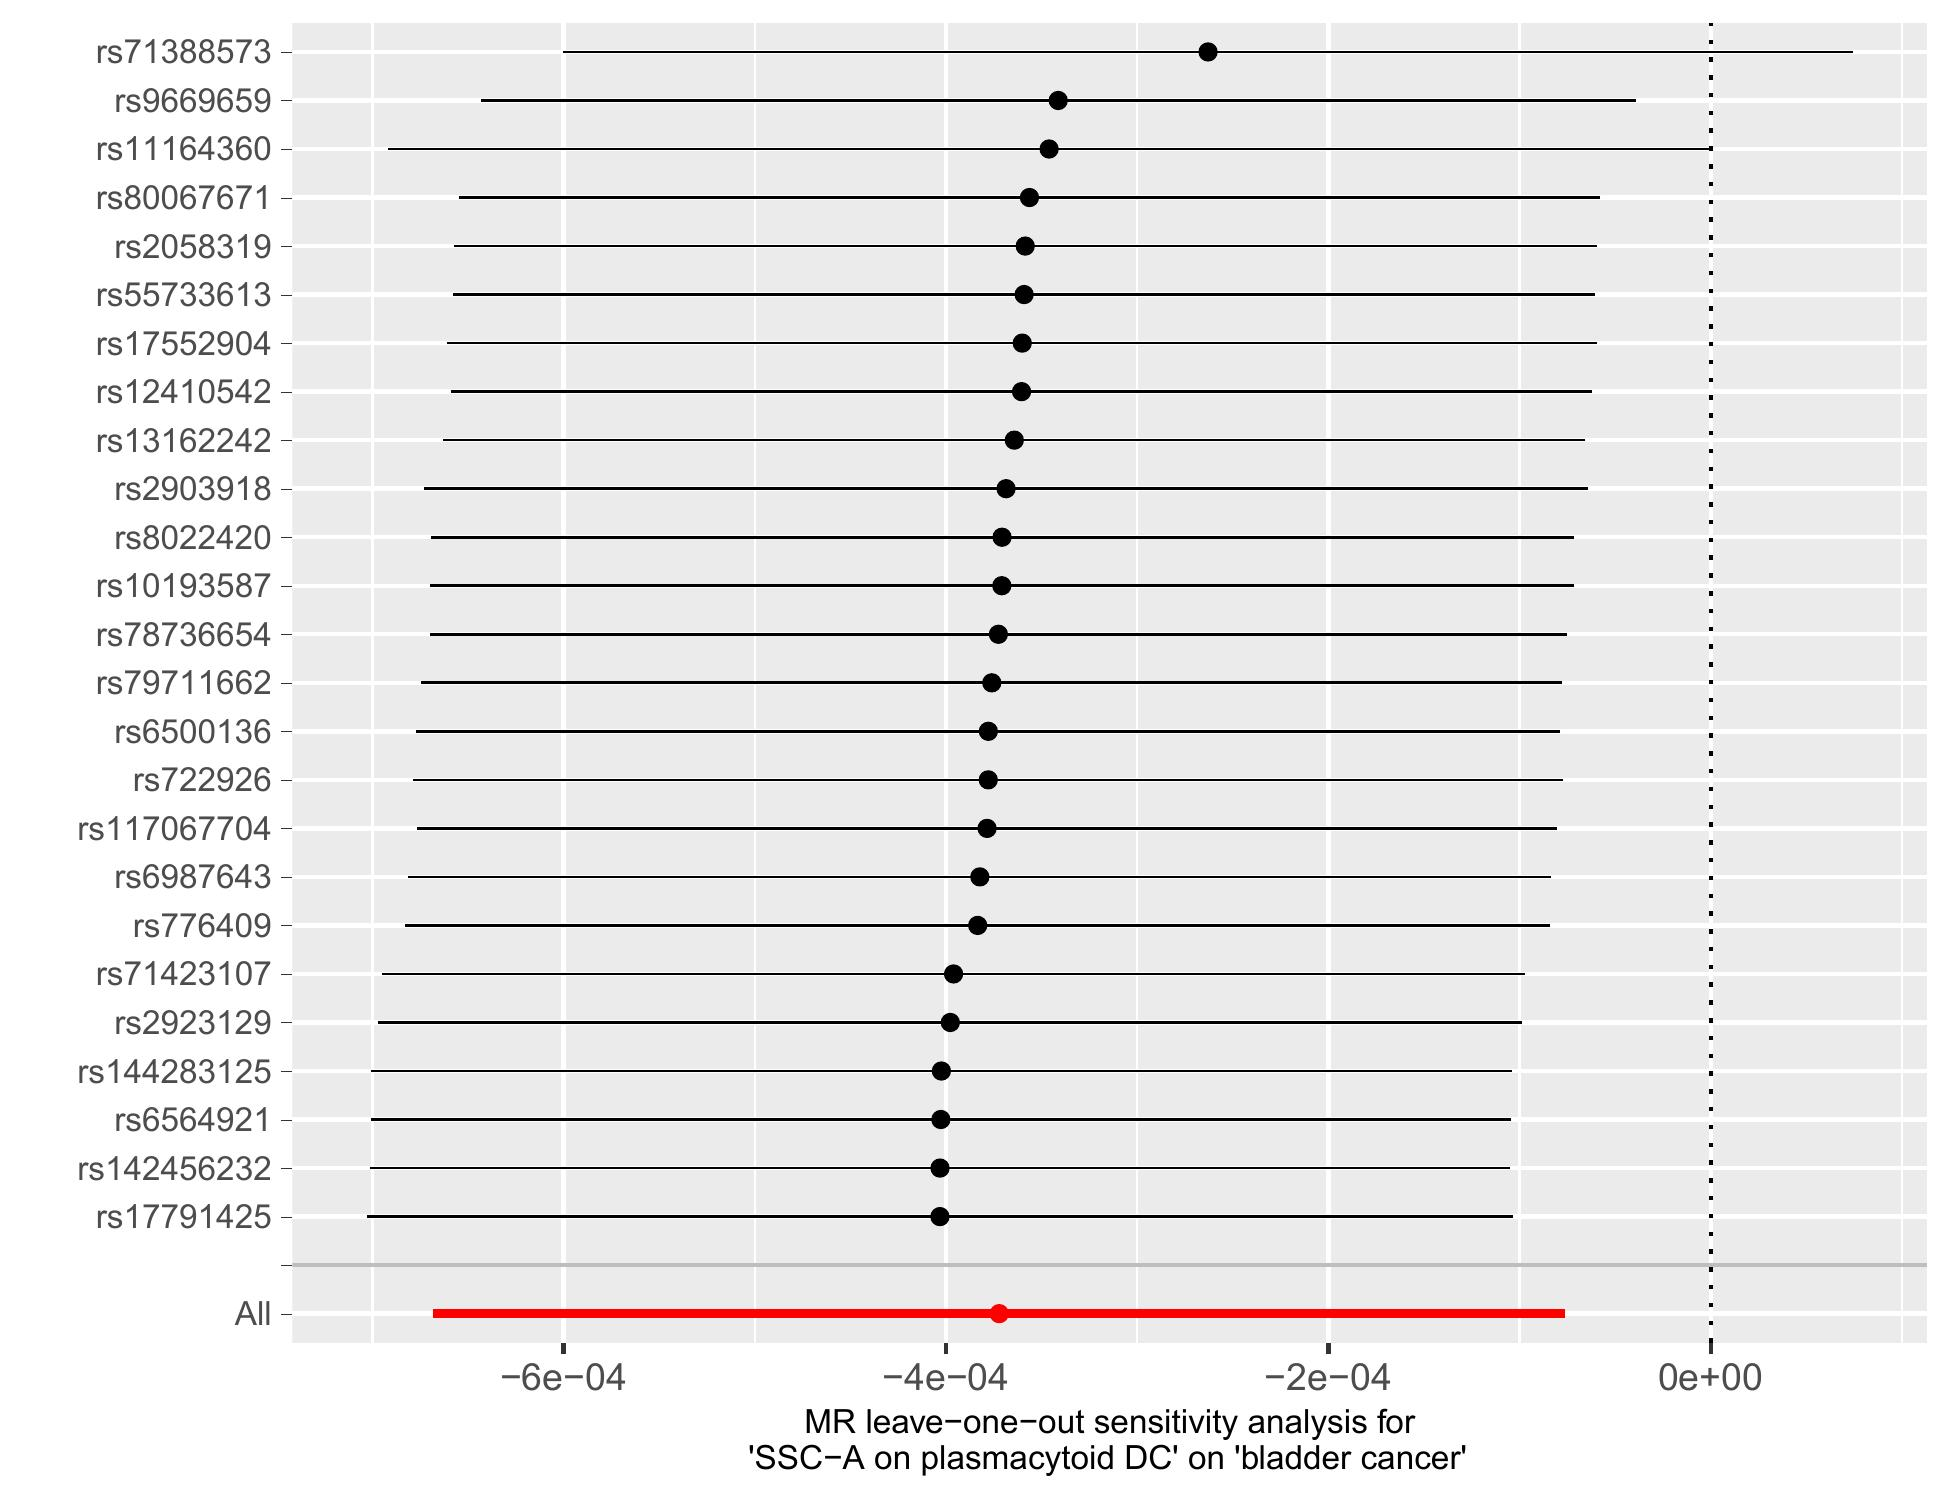 rs71388573
rs9669659
rs11164360
rs80067671
rs2058319
rs55733613
rs17552904
rs12410542
rs13162242
rs2903918
rs8022420
rs10193587
rs78736654
rs79711662
rs6500136
rs722926
rs117067704
rs6987643
rs776409
rs71423107
rs2923129
rs144283125
rs6564921
rs142456232
rs17791425
All
−6e−04 −4e−04 −2e−04 0e+00
MR leave−one−out sensitivity analysis for
'SSC−A on plasmacytoid DC' on 'bladder cancer'